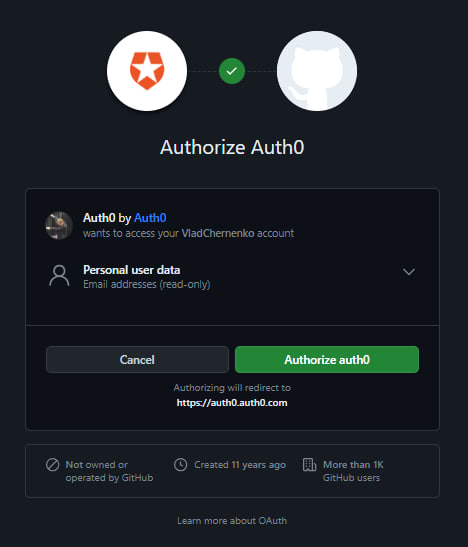 Authorize Auth0
Auth0 by Auth0
wants to access your VladChernenko account
Personal user data
Email addresses (read-only)
Cancel
Authorize auth0
Authorizing will redirect to
https://auth0.auth0.com
Not owned or
operated by GitHub
Created 11 years ago
More than 1K
GitHub users
Learn more about OAuth